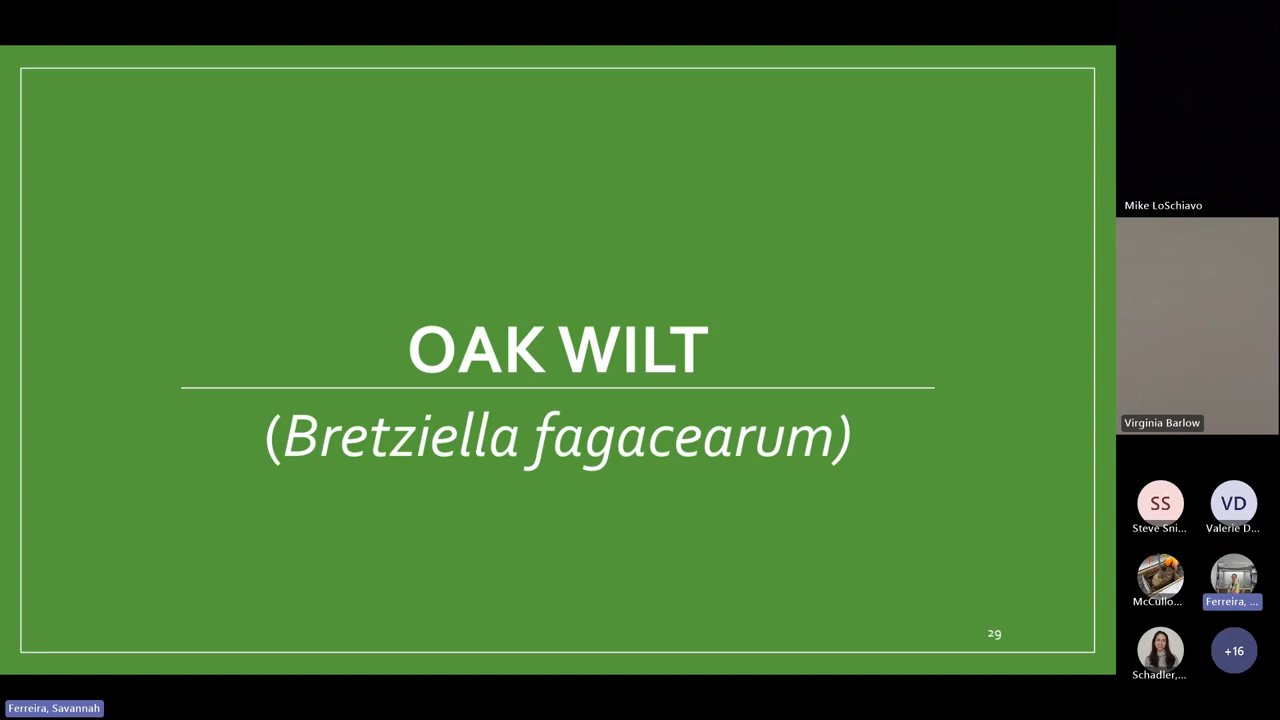 OAK WILT
(Bretziella fagacearum)
29
Mike LoSchiavo
Virginia Barlow
SS
VD
Steve Sni...
Valerie D...
McCullo...
Ferreira, ...
Schadler,...
+16
Ferreira, Savannah